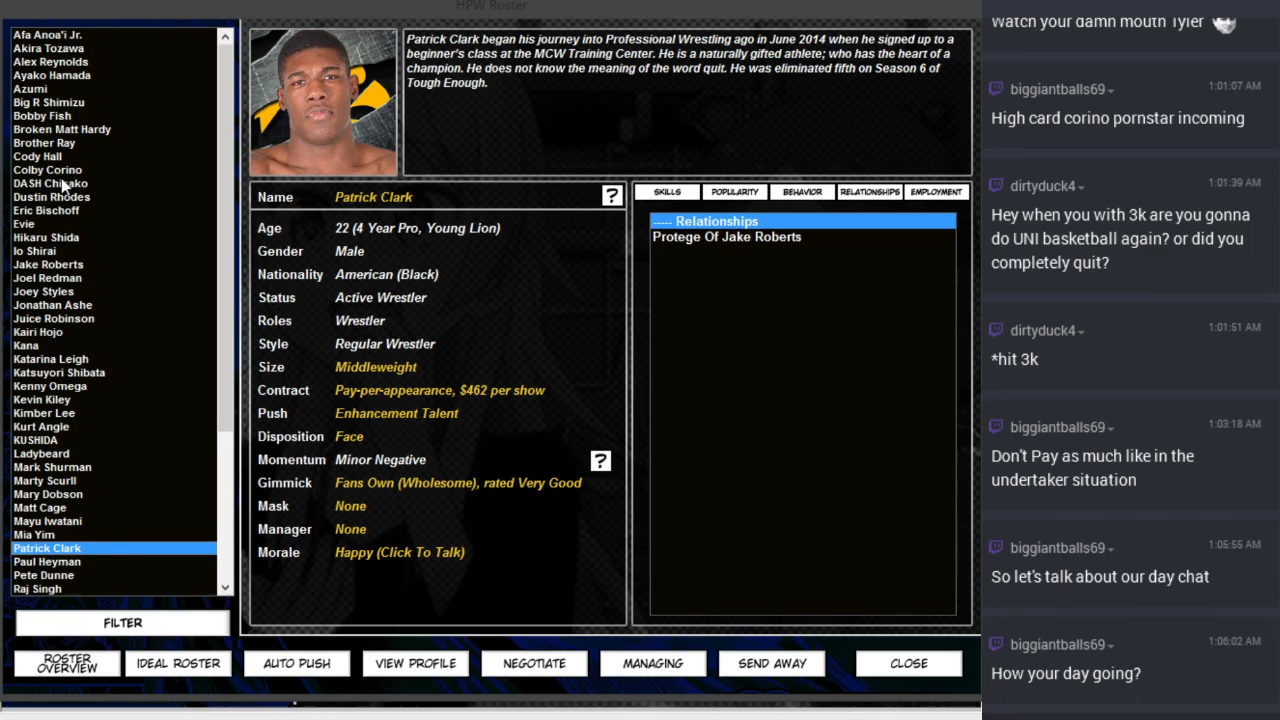 HPW Roster
Afa Anoa'i Jr.
Akira Tozawa
Alex Reynolds
Ayako Hamada
Azumi
Big R Shimizu
Bobby Fish
Broken Matt Hardy
Brother Ray
Cody Hall
Colby Corino
DASH Chisako
Dustin Rhodes
Eric Bischoff
Evie
Hikaru Shida
Io Shirai
Jake Roberts
Joel Redman
Joey Styles
Jonathan Ashe
Juice Robinson
Kairi Hojo
Kana
Katarina Leigh
Katsuyori Shibata
Kenny Omega
Kevin Kiley
Kimber Lee
Kurt Angle
KUSHIDA
Ladybeard
Mark Shurman
Marty Scurll
Mary Dobson
Matt Cage
Mayu Iwatani
Mia Yim
Patrick Clark
Paul Heyman
Pete Dunne
Raj Singh
FILTER
Patrick Clark began his journey into Professional Wrestling ago in June 2014 when he signed up to a
beginner's class at the MCW Training Center. He is a naturally gifted athlete; who has the heart of a
champion. He does not know the meaning of the word quit. He was eliminated fifth on Season 6 of
Tough Enough.
Name Patrick Clark ?
Age 22 (4 Year Pro, Young Lion)
Gender Male
Nationality American (Black)
Status Active Wrestler
Roles Wrestler
Style Regular Wrestler
Size Middleweight
Contract Pay-per-appearance, $462 per show
Push Enhancement Talent
Disposition Face
Momentum Minor Negative ?
Gimmick Fans Own (Wholesome), rated Very Good
Mask None
Manager None
Morale Happy (Click To Talk)
SKILLS POPULARITY BEHAVIOR RELATIONSHIPS EMPLOYMENT
----- Relationships
Protege Of Jake Roberts
ROSTER OVERVIEW IDEAL ROSTER AUTO PUSH VIEW PROFILE NEGOTIATE MANAGING SEND AWAY CLOSE
Watch your damn mouth Tyler
biggiantballs69 1:01:07 AM
High card corino pornstar incoming
dirtyduck4 1:01:39 AM
Hey when you with 3k are you gonna
do UNI basketball again? or did you
completely quit?
dirtyduck4 1:01:51 AM
*hit 3k
biggiantballs69 1:03:18 AM
Don't Pay as much like in the
undertaker situation
biggiantballs69 1:05:55 AM
So let's talk about our day chat
biggiantballs69 1:06:02 AM
How your day going?